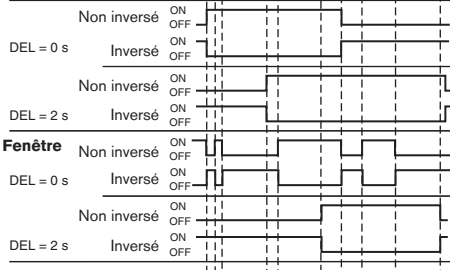 Non inversé ON
OFF
DEL = 0 s
Inversé ON
OFF
Non inversé ON
OFF
DEL = 2 s Inversé ON
OFF
Fenêtre Non inversé ON
OFF
DEL = 0 s Inversé ON
OFF
Non inversé ON
OFF
DEL = 2 s Inversé ON
OFF